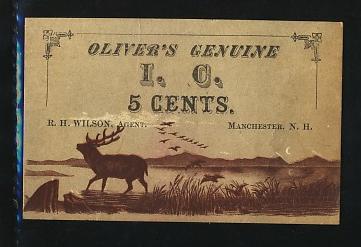 OLIVER'S GENUINE
I. C.
5 CENTS.
R. H. WILSON, AGENT. MANCHESTER, N. H.